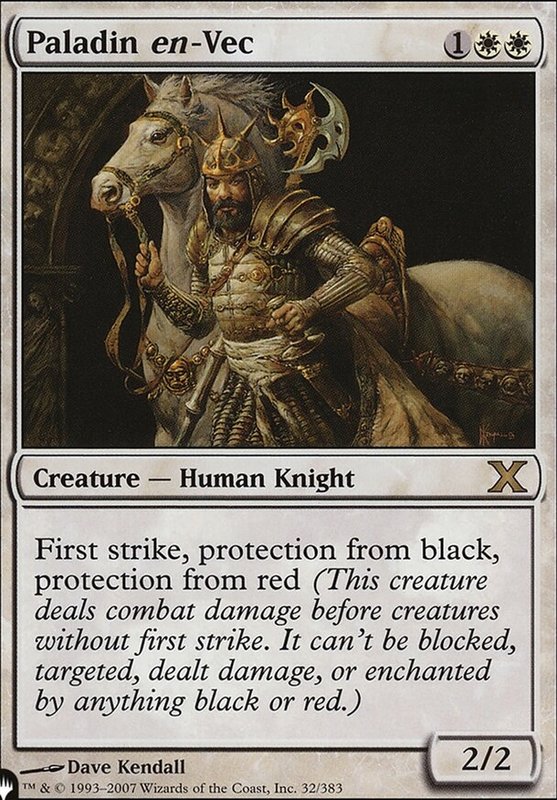 Paladin en-Vec 1
Creature — Human Knight X
First strike, protection from black,
protection from red (This creature
deals combat damage before creatures
without first strike. It can't be blocked,
targeted, dealt damage, or enchanted
by anything black or red.)
2/2
Dave Kendall
™ & © 1993–2007 Wizards of the Coast, Inc. 32/383